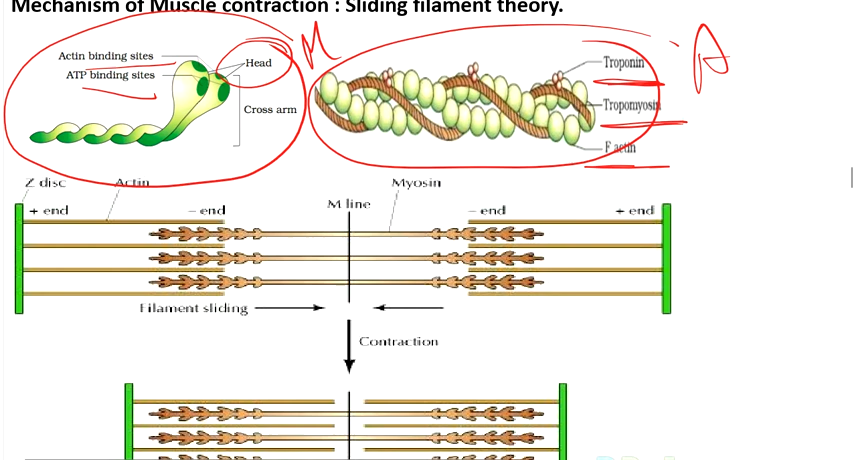 Mechanism of Muscle contraction : Sliding filament theory.
Actin binding sites
ATP binding sites
Head
Cross arm
M
Troponin
Tropomyosin
F actin
A
Z disc
Actin
Myosin
+ end
– end
M line
– end
+ end
Filament sliding
Contraction